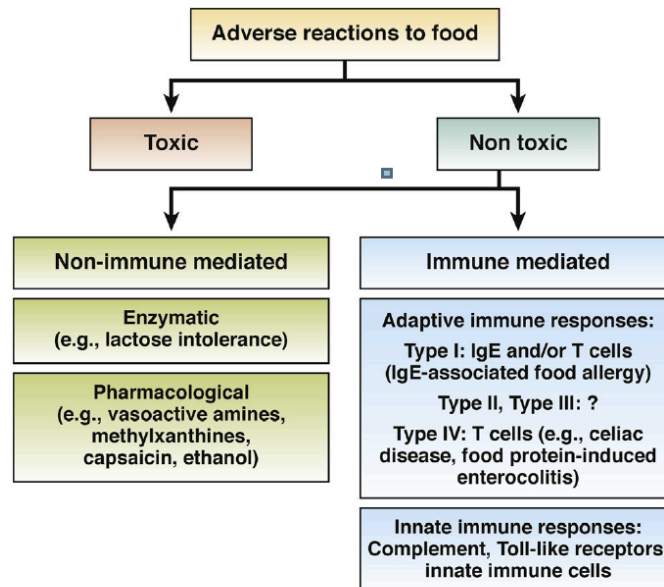 Adverse reactions to food
Toxic
Non toxic
Non-immune mediated
Immune mediated
Enzymatic
(e.g., lactose intolerance)
Pharmacological
(e.g., vasoactive amines,
methylxanthines,
capsaicin, ethanol)
Adaptive immune responses:
Type I: IgE and/or T cells
(IgE-associated food allergy)
Type II, Type III: ?
Type IV: T cells (e.g., celiac
disease, food protein-induced
enterocolitis)
Innate immune responses:
Complement, Toll-like receptors
innate immune cells